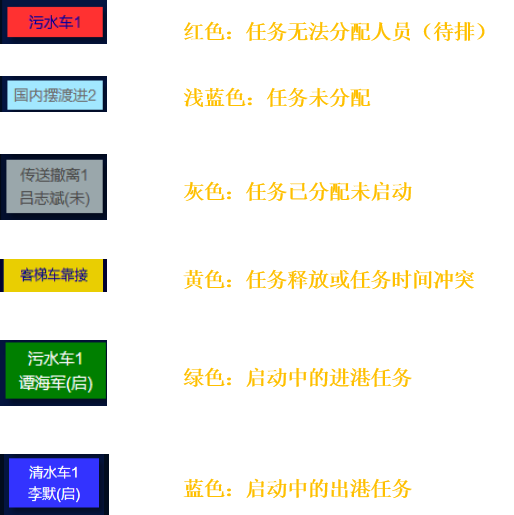 污水车1
红色：任务无法分配人员（待排）
国内摆渡进2
浅蓝色：任务未分配
传送撤离1
吕志斌(未)
灰色：任务已分配未启动
客梯车靠接
黄色：任务释放或任务时间冲突
污水车1
谭海军(启)
绿色：启动中的进港任务
清水车1
李默(启)
蓝色：启动中的出港任务